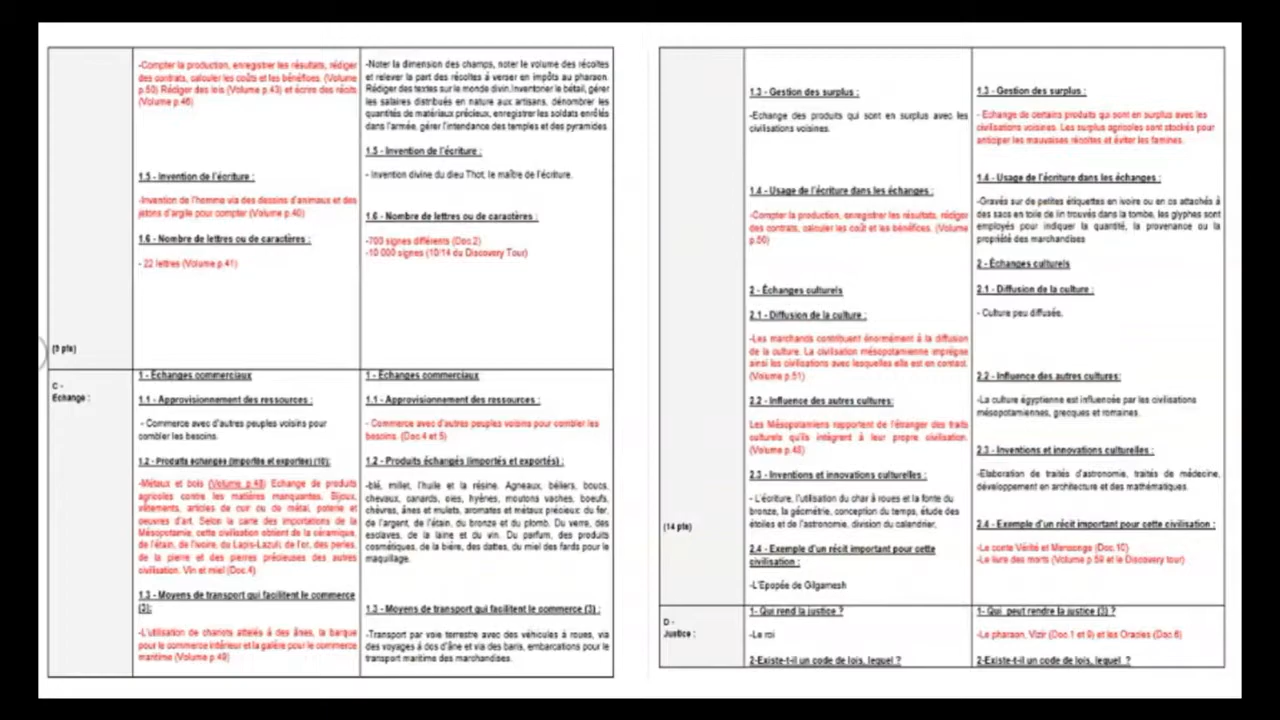 -Compter la production, enregistrer les résultats, rédiger
des contrats, calculer les coûts et les bénéfices. (Volume
p.50) Rédiger des lois (Volume p.43) et écrire des récits
(Volume p.46)
1.5 - Invention de l'écriture :
-Invention de l'homme via des dessins d'animaux et des
jetons d'argile pour compter (Volume p.40)
1.6 - Nombre de lettres ou de caractères :
- 22 lettres (Volume p.41)
-Noter la dimension des champs, noter le volume des récoltes
et relever la part des récoltes à verser en impôts au pharaon.
Rédiger des textes sur le monde divin.Inventorier le bétail, gérer
les salaires distribués en nature aux artisans, dénombrer les
quantités de matériaux précieux, enregistrer les soldats enrôlés
dans l'armée, gérer l'intendance des temples et des pyramides
1.5 - Invention de l'écriture :
- Invention divine du dieu Thot, le maître de l'écriture.
1.6 - Nombre de lettres ou de caractères :
-700 signes différents (Doc.2)
-10 000 signes (10/14 du Discovery Tour)
(9 pts)
C -
Échange :
1 - Echanges commerciaux
1.1 - Approvisionnement des ressources :
- Commerce avec d'autres peuples voisins pour
combler les besoins.
1.2 - Produits échangés (importés et exportés) (10):
-Métaux et bois (Volume p.48) Echange de produits
agricoles contre les matières manquantes. Bijoux,
vêtements, articles de cuir ou de métal, poterie et
oeuvres d'art. Selon la carte des importations de la
Mésopotamie, cette civilisation obtient de la céramique,
de l'étain, de l'ivoire, du Lapis-Lazuli, de l'or, des perles,
de la pierre et des pierres précieuses des autres
civilisation. Vin et miel (Doc.4)
1.3 - Moyens de transport qui facilitent le commerce
(3):
-L'utilisation de chariots attelés à des ânes, la barque
pour le commerce intérieur et la galère pour le commerce
maritime (Volume p.49)
1 - Echanges commerciaux
1.1 - Approvisionnement des ressources :
- Commerce avec d'autres peuples voisins pour combler les
besoins. (Doc.4 et 5)
1.2 - Produits échangés (importés et exportés) :
-blé, millet, l'huile et la résine. Agneaux, béliers, boucs,
chevaux, canards, oies, hyènes, moutons vaches, boeufs,
chèvres, ânes et mulets, aromates et métaux précieux: du fer,
de l'argent, de l'étain, du bronze et du plomb. Du verre, des
esclaves, de la laine et du vin. Du parfum, des produits
cosmétiques, de la bière, des dattes, du miel des fards pour le
maquillage.
1.3 - Moyens de transport qui facilitent le commerce (3) :
-Transport par voie terrestre avec des véhicules à roues, via
des voyages à dos d'âne et via des baris, embarcations pour le
transport maritime des marchandises.
1.3 - Gestion des surplus :
-Echange des produits qui sont en surplus avec les
civilisations voisines.
1.4 - Usage de l'écriture dans les échanges :
-Compter la production, enregistrer les résultats, rédiger
des contrats, calculer les coût et les bénéfices. (Volume
p.50)
2 - Échanges culturels
2.1 - Diffusion de la culture :
-Les marchands contribuent énormément à la diffusion
de la culture. La civilisation mésopotamienne imprègne
ainsi les civilisations avec lesquelles elle est en contact.
(Volume p.51)
2.2 - Influence des autres cultures:
Les Mésopotamiens rapportent de l'étranger des traits
culturels qu'ils intègrent à leur propre civilisation.
(Volume p.48)
2.3 - Inventions et innovations culturelles :
- L'écriture, l'utilisation du char à roues et la fonte du
bronze, la géométrie, conception du temps, étude des
étoiles et de l'astronomie, division du calendrier,
2.4 - Exemple d'un récit important pour cette
civilisation :
-L'Epopée de Gilgamesh
1.3 - Gestion des surplus :
- Echange de certains produits qui sont en surplus avec les
civilisations voisines. Les surplus agricoles sont stockés pour
anticiper les mauvaises récoltes et éviter les famines.
1.4 - Usage de l'écriture dans les échanges :
-Gravés sur de petites étiquettes en ivoire ou en os attachés à
des sacs en toile de lin trouvés dans la tombe, les glyphes sont
employés pour indiquer la quantité, la provenance ou la
propriété des marchandises
2 - Échanges culturels
2.1 - Diffusion de la culture :
- Culture peu diffusée.
2.2 - Influence des autres cultures:
-La culture égyptienne est influencée par les civilisations
mésopotamiennes, grecques et romaines.
2.3 - Inventions et innovations culturelles :
-Elaboration de traités d'astronomie, traités de médecine,
développement en architecture et des mathématiques.
2.4 - Exemple d'un récit important pour cette civilisation :
-Le conte Vérité et Mensonge (Doc.10)
-Le livre des morts (Volume p.59 et le Discovery tour)
(14 pts)
D -
Justice :
1- Qui rend la justice ?
-Le roi
2-Existe-t-il un code de lois, lequel ?
1- Qui peut rendre la justice (3) ?
-Le pharaon, Vizir (Doc.1 et 9) et les Oracles (Doc.6)
2-Existe-t-il un code de lois, lequel ?